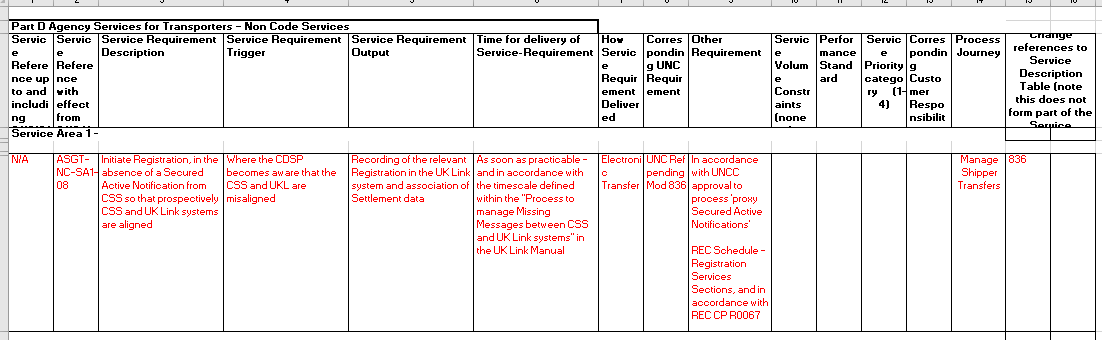 Part D Agency Services for Transporters - Non Code Services
Servic
e
Refere
nce up
to and
includi
ng
Servic
e
Refere
nce
with
effect
from
Service Requirement
Description
Service Requirement
Trigger
Service Requirement
Output
Time for delivery of
Service-Requirement
How
Servic
e
Requir
ement
Deliver
ed
Corres
pondin
g UNC
Requir
ement
Other
Requirement
Servic
e
Volum
e
Constr
aints
(none
Perfor
mance
Stand
ard
Servic
e
Priority
catego
ry (1-
4)
Corres
pondin
g
Custo
mer
Respo
nsibilit
Process
Journey
Change
references to
Service
Description
Table (note
this does not
form part of the
Service
Service Area 1 -
N/A
ASGT-
NC-SA1-
08
Initiate Registration, in the
absence of a Secured
Active Notification from
CSS so that prospectively
CSS and UK Link systems
are aligned
Where the CDSP
becomes aware that the
CSS and UKL are
misaligned
Recording of the relevant
Registration in the UK Link
system and association of
Settlement data
As soon as practicable -
and in accordance with
the timescale defined
within the "Process to
manage Missing
Messages between CSS
and UK Link systems" in
the UK Link Manual
Electroni
c
Transfer
UNC Ref
pending
Mod 836
In accordance
with UNCC
approval to
process 'proxy
Secured Active
Notifications'
REC Schedule -
Registration
Services
Sections, and in
accordance with
REC CP R0067
Manage
Shipper
Transfers
836